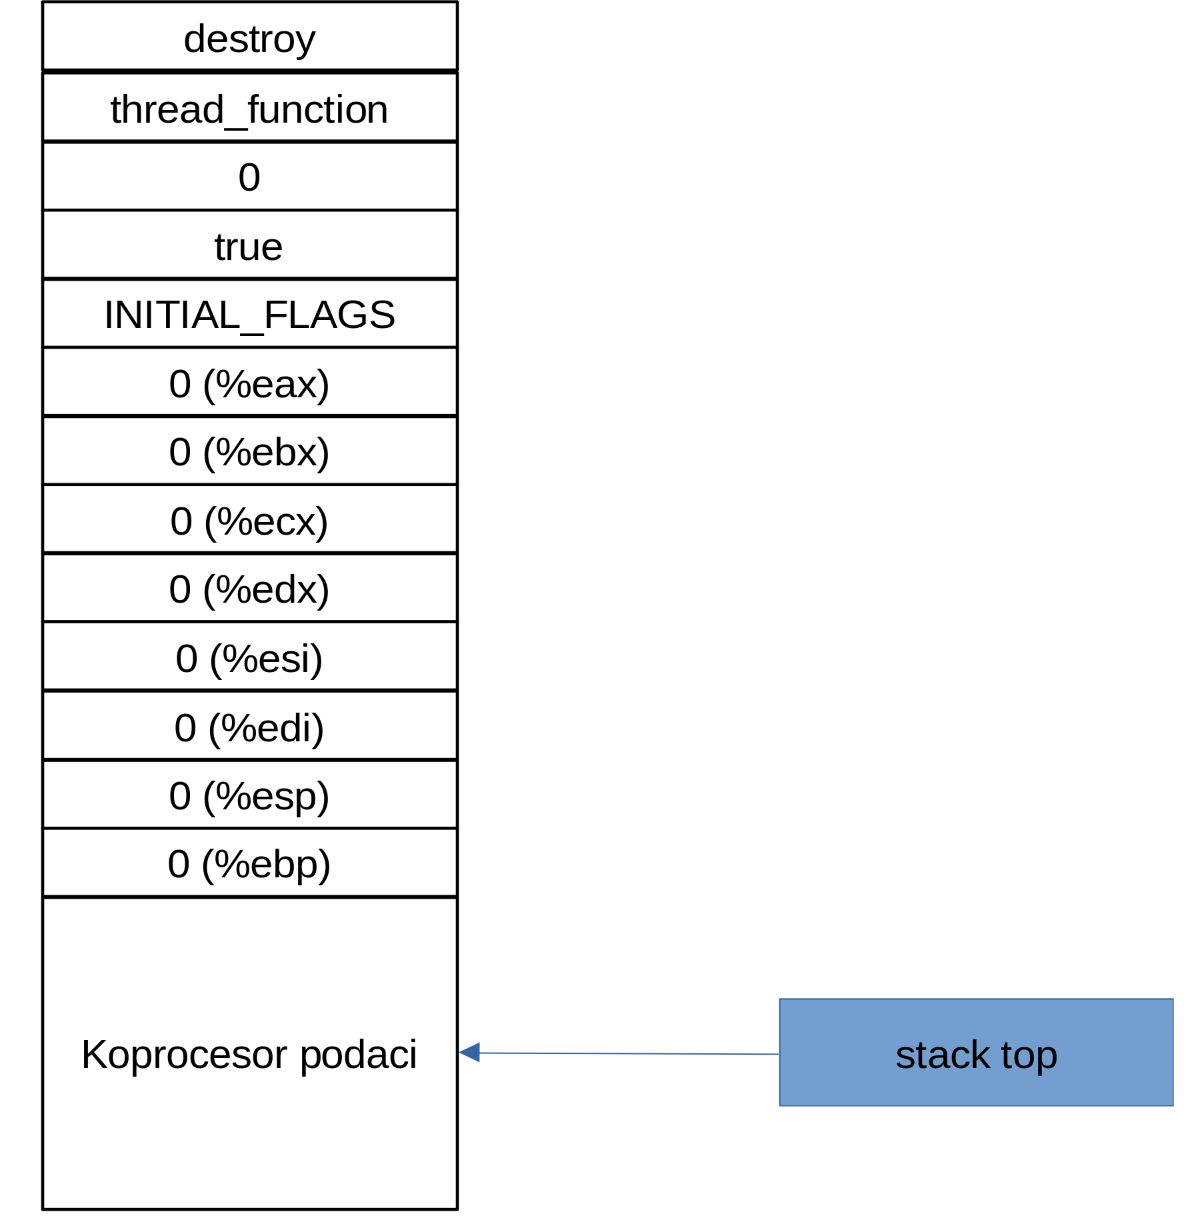 destroy
thread_function
0
true
INITIAL_FLAGS
0 (%eax)
0 (%ebx)
0 (%ecx)
0 (%edx)
0 (%esi)
0 (%edi)
0 (%esp)
0 (%ebp)
Koprocesor podaci
stack top